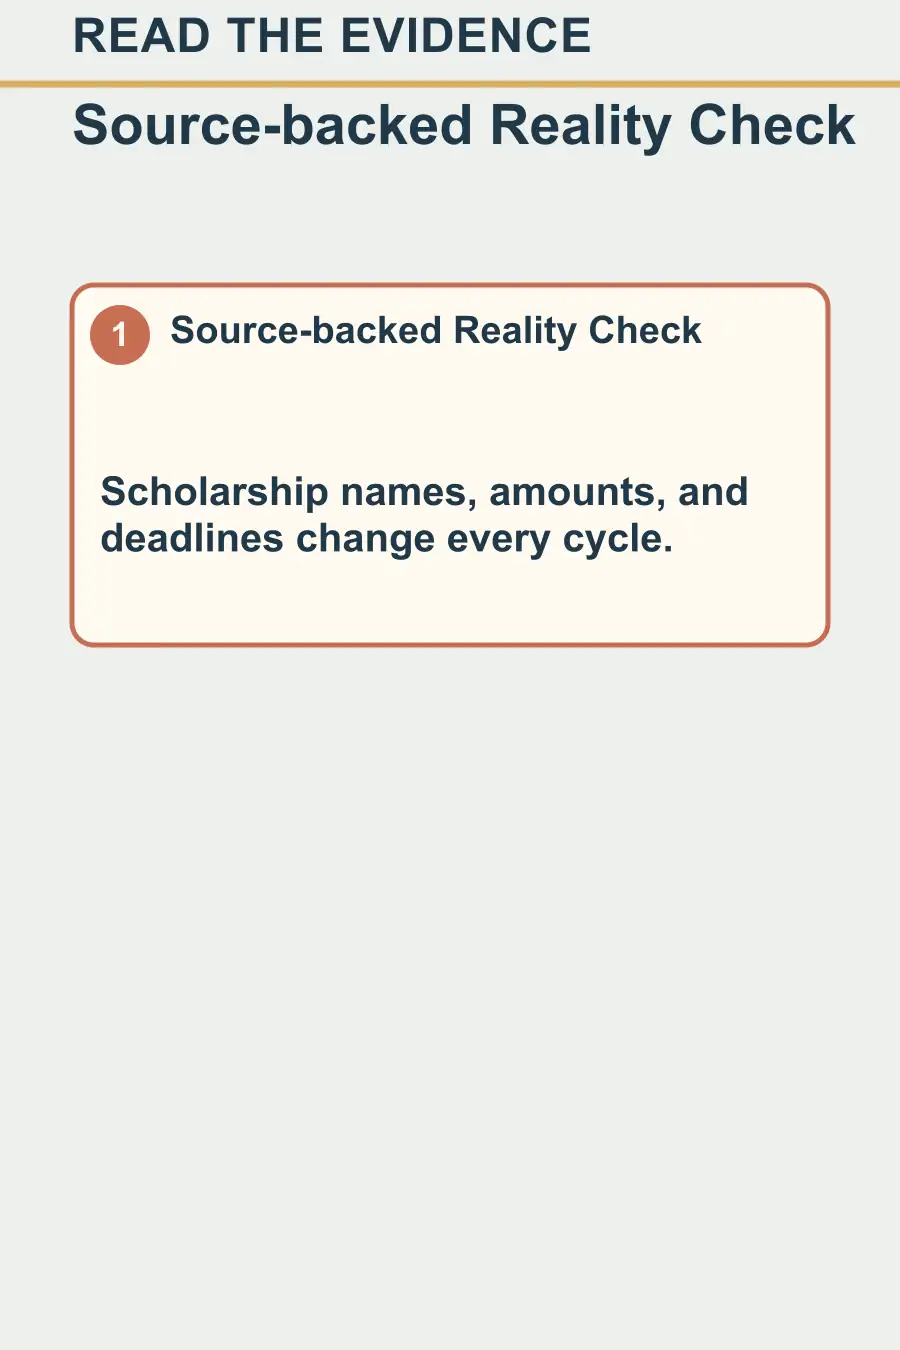 READ THE EVIDENCE
Source-backed Reality Check
1 Source-backed Reality Check
Scholarship names, amounts, and
deadlines change every cycle.